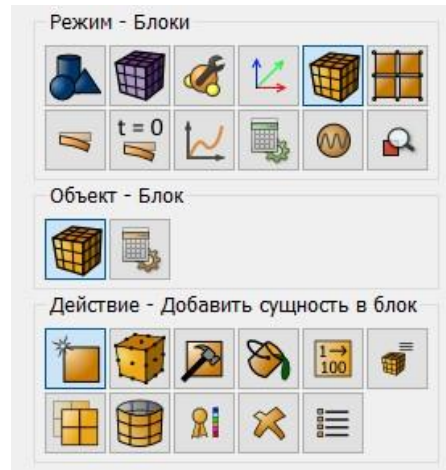 Режим - Блоки
t = 0
Объект - Блок
Действие - Добавить сущность в блок
1→
100